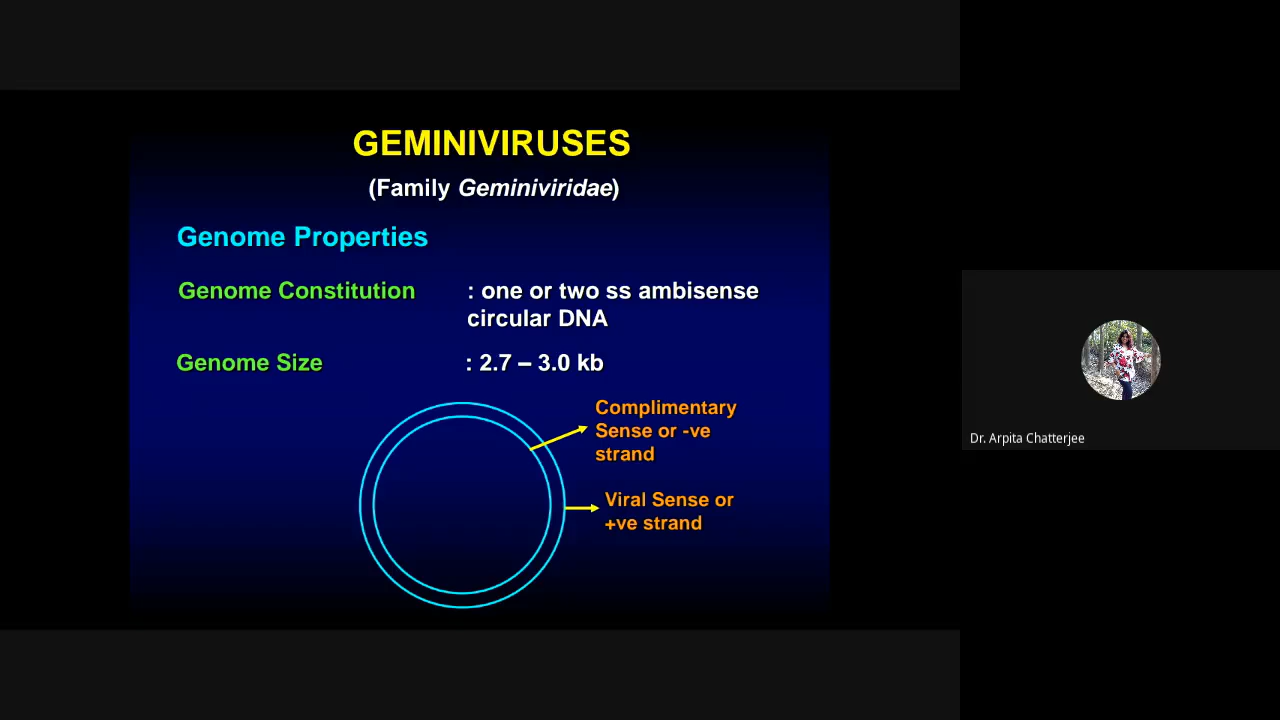 GEMINIVIRUSES
(Family Geminiviridae)
Genome Properties
Genome Constitution : one or two ss ambisense
circular DNA
Genome Size : 2.7 – 3.0 kb
Complimentary
Sense or -ve
strand
Viral Sense or
+ve strand
Dr. Arpita Chatterjee